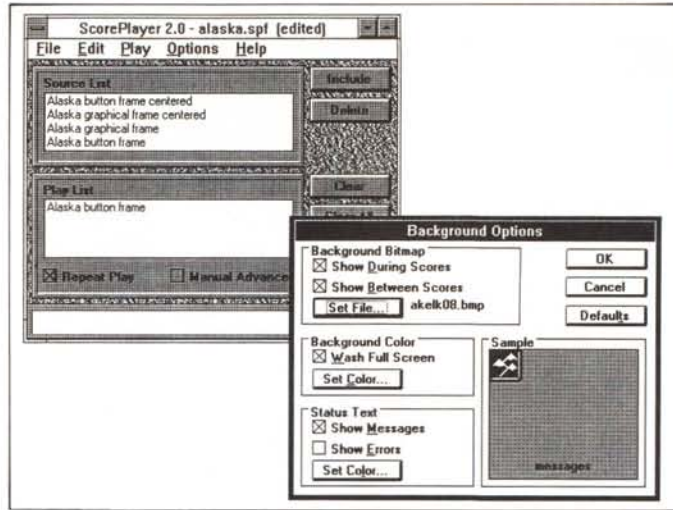 ScorePlayer 2.0 - alaska.spf (edited)
File Edit Play Options Help
Source List
Alaska button frame centered
Alaska graphical frame centered
Alaska graphical frame
Alaska button frame
Include
Delete
Play List
Alaska button frame
Clear
Clear All
Repeat Play
Manual Advance
Background Options
Background Bitmap
Show During Scores
Show Between Scores
Set File... akelk08.bmp
OK
Cancel
Defaults
Background Color
Wash Full Screen
Set Color...
Sample
messages
Status Text
Show Messages
Show Errors
Set Color...